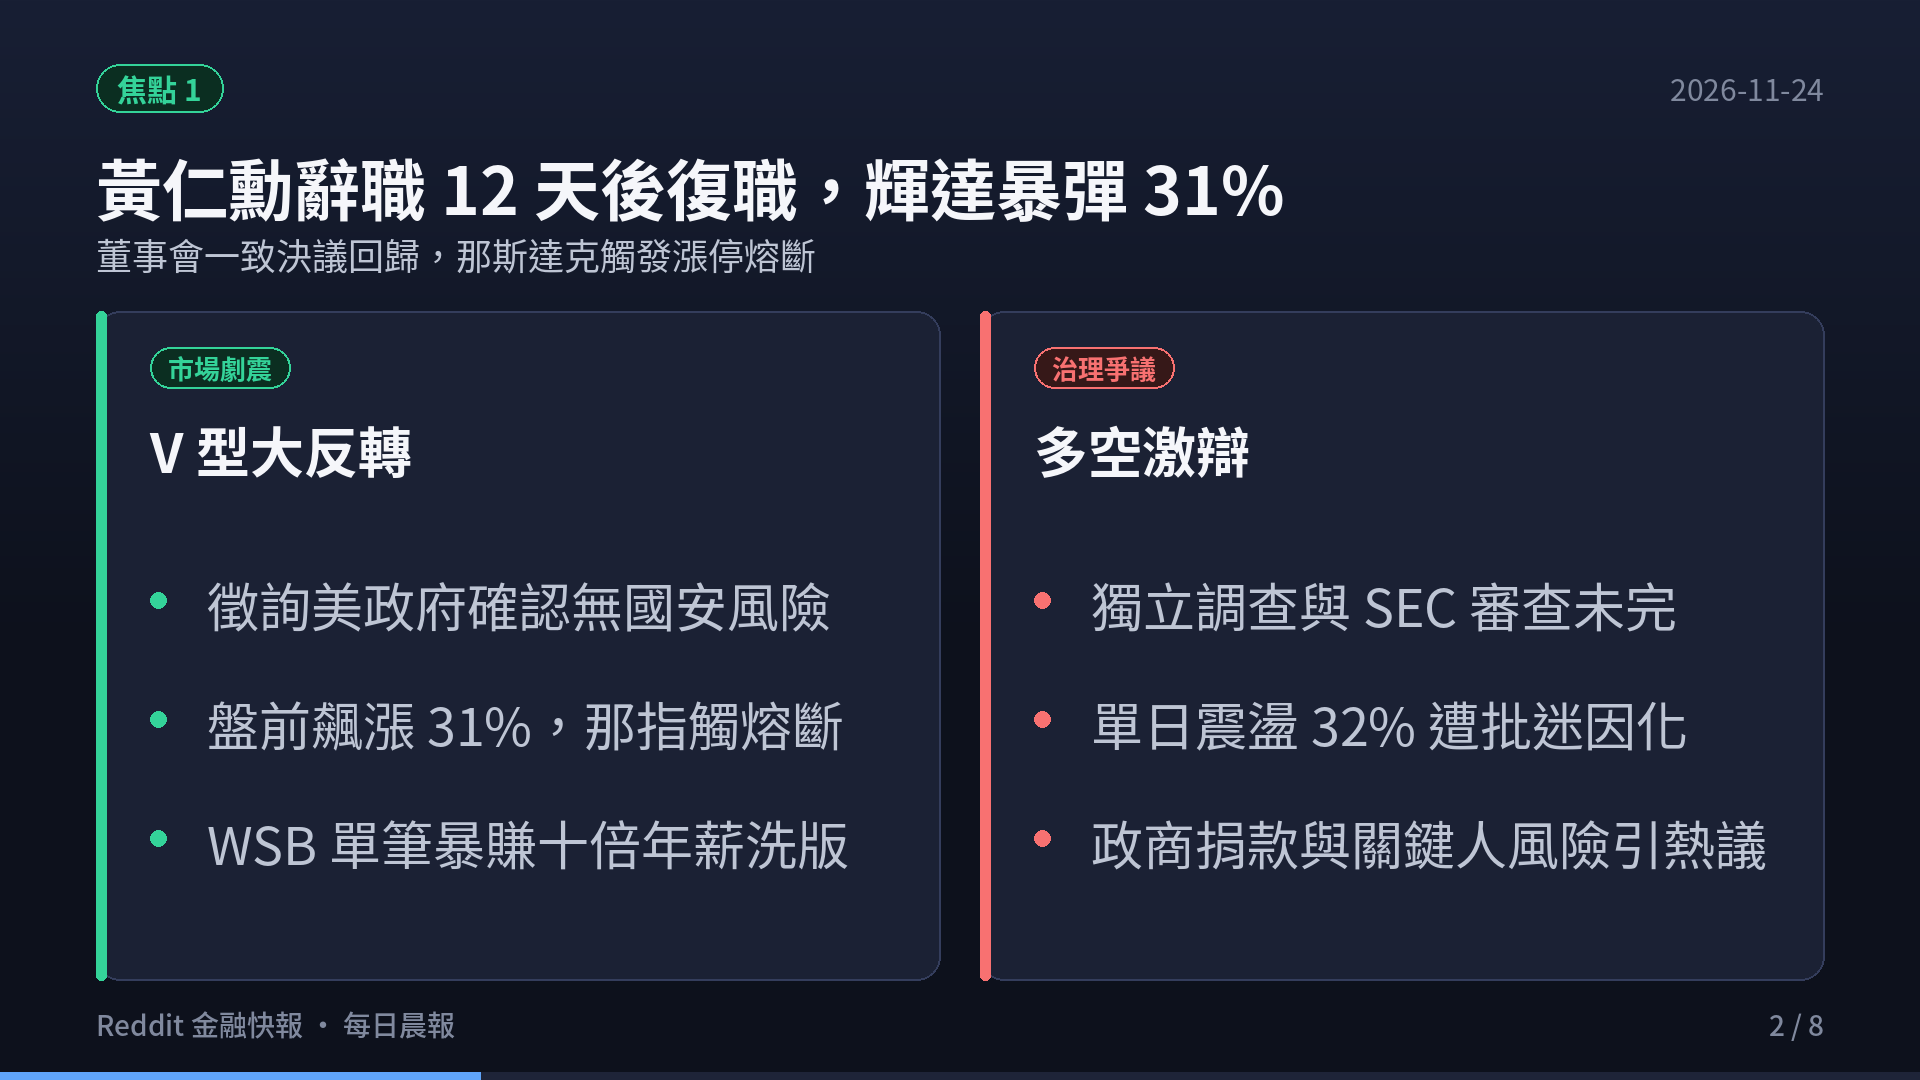 焦點 1
2026-11-24
黃仁勳辭職 12 天後復職，輝達暴彈 31%
董事會一致決議回歸，那斯達克觸發漲停熔斷
市場劇震
V 型大反轉
徵詢美政府確認無國安風險
盤前飆漲 31%，那指觸熔斷
WSB 單筆暴賺十倍年薪洗版
治理爭議
多空激辯
獨立調查與 SEC 審查未完
單日震盪 32% 遭批迷因化
政商捐款與關鍵人風險引熱議
Reddit 金融快報 · 每日晨報
2 / 8